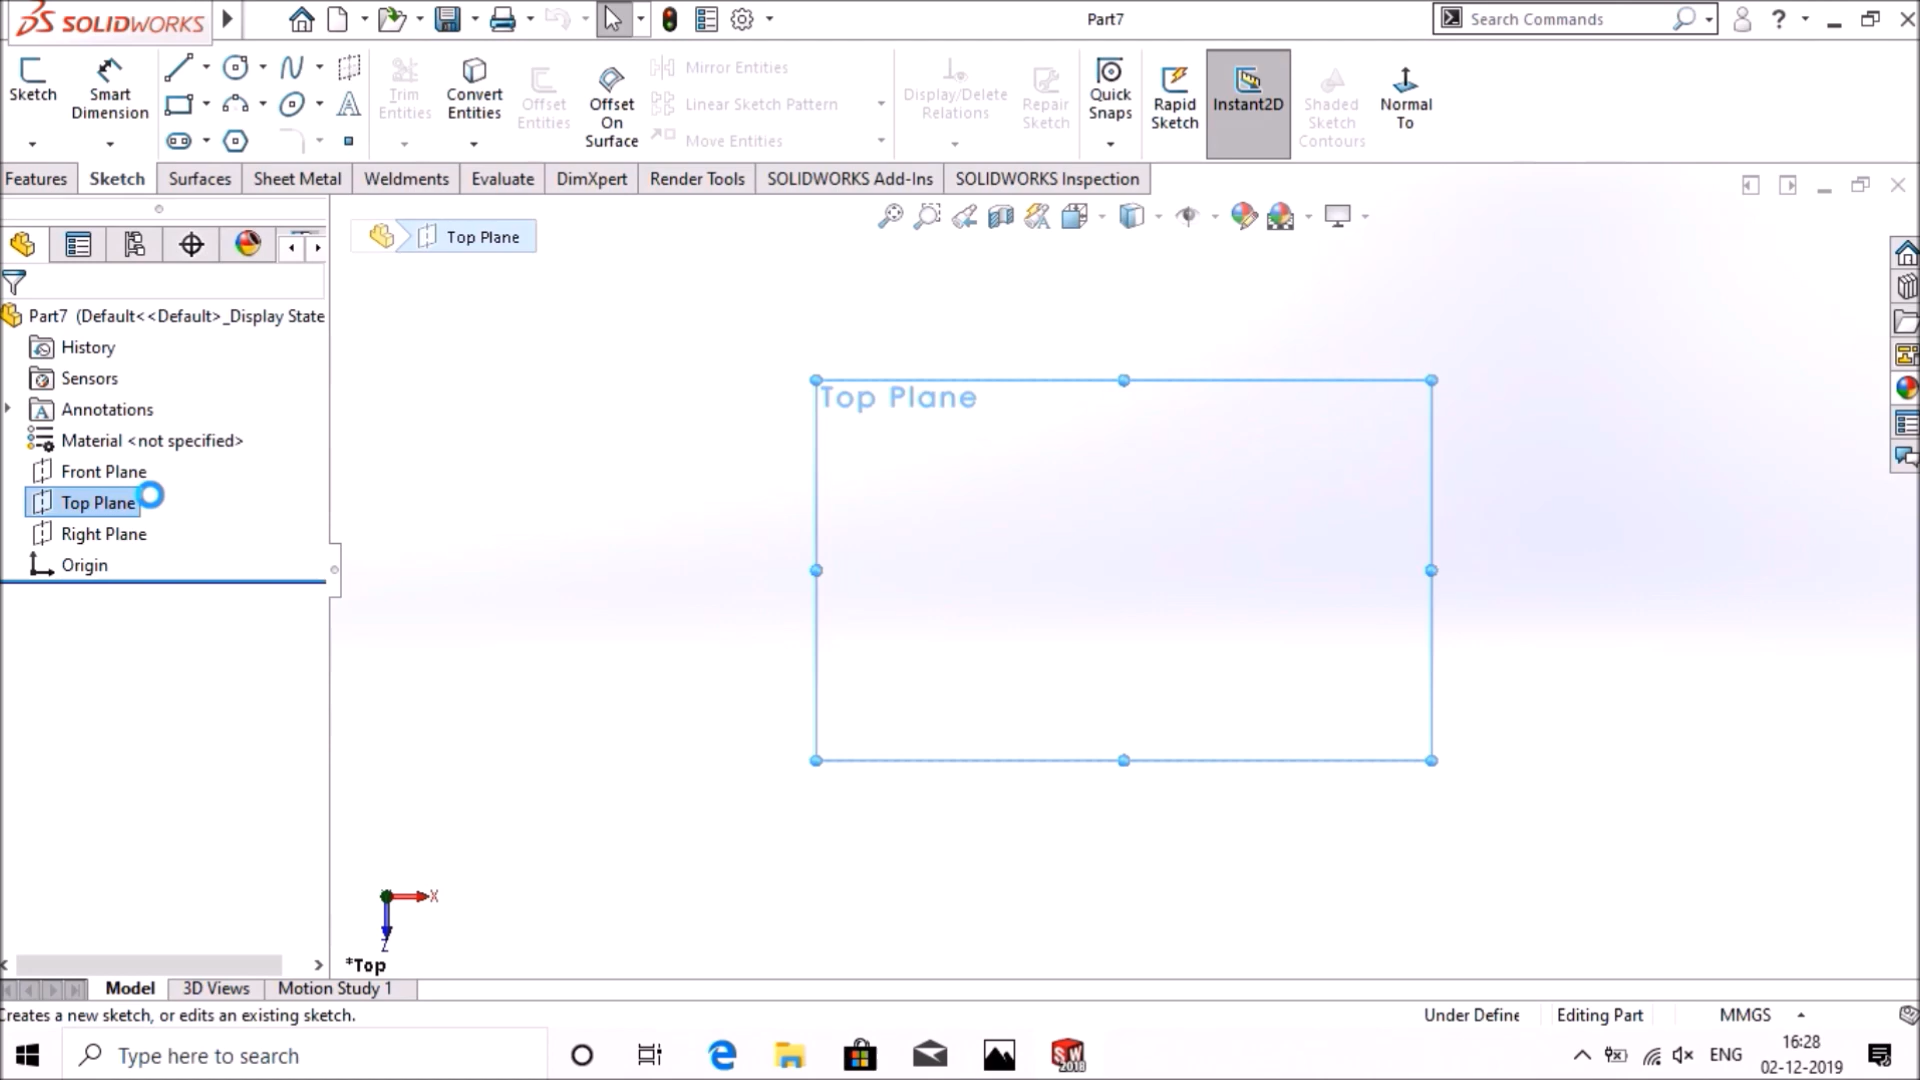 SOLIDWORKS
Part7
Search Commands
Sketch
Smart
Dimension
Trim
Entities
Convert
Entities
Offset
Entities
Offset
On
Surface
Mirror Entities
Linear Sketch Pattern
Move Entities
Display/Delete
Relations
Repair
Sketch
Quick
Snaps
Rapid
Sketch
Instant2D
Shaded
Sketch
Contours
Normal
To
Features
Sketch
Surfaces
Sheet Metal
Weldments
Evaluate
DimXpert
Render Tools
SOLIDWORKS Add-Ins
SOLIDWORKS Inspection
Top Plane
Part7 (Default<<Default>_Display State
History
Sensors
Annotations
Material <not specified>
Front Plane
Top Plane
Right Plane
Origin
Top Plane
X
Z
*Top
Model
3D Views
Motion Study 1
Creates a new sketch, or edits an existing sketch.
Under Define
Editing Part
MMGS
Type here to search
SW
2018
ENG
16:28
02-12-2019